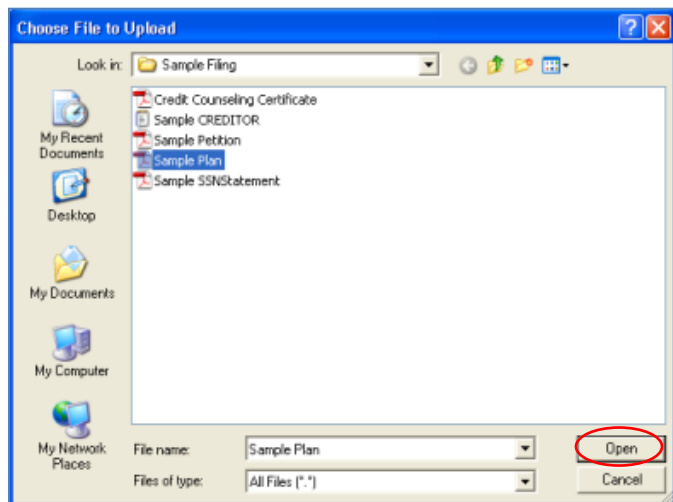 Choose File to Upload
Look in: Sample Filing
Credit Counseling Certificate
Sample CREDITOR
Sample Petition
Sample Plan
Sample SSNStatement
My Recent
Documents
Desktop
My Documents
My Computer
My Network
Places
File name: Sample Plan Open
Files of type: All Files (*.*) Cancel